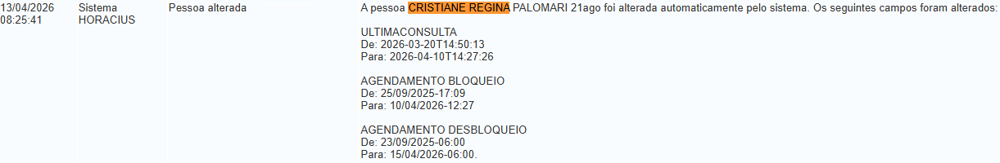 13/04/2026 08:25:41
Sistema HORACIUS
Pessoa alterada
A pessoa CRISTIANE REGINA PALOMARI 21ago foi alterada automaticamente pelo sistema. Os seguintes campos foram alterados:
ULTIMACONSULTA
De: 2026-03-20T14:50:13
Para: 2026-04-10T14:27:26
AGENDAMENTO BLOQUEIO
De: 25/09/2025-17:09
Para: 10/04/2026-12:27
AGENDAMENTO DESBLOQUEIO
De: 23/09/2025-06:00
Para: 15/04/2026-06:00.